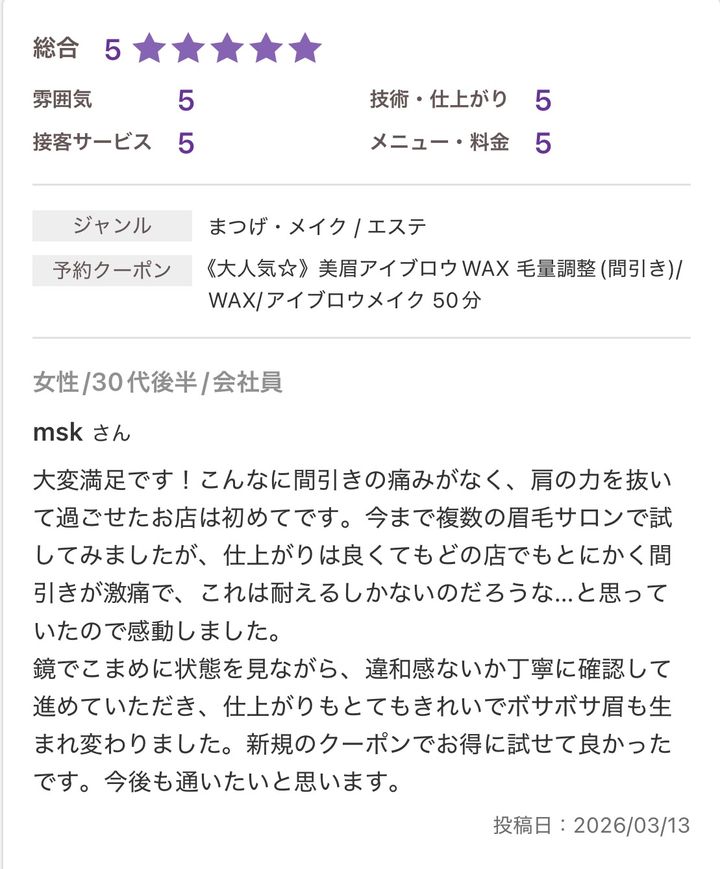 総合 5 ★★★★★
雰囲気 5 技術・仕上がり 5
接客サービス 5 メニュー・料金 5
ジャンル まつげ・メイク / エステ
予約クーポン 《大人気☆》美眉アイブロウWAX 毛量調整(間引き)/
WAX/アイブロウメイク 50分
女性/30代後半/会社員
msk さん
大変満足です！こんなに間引きの痛みがなく、肩の力を抜い
て過ごせたお店は初めてです。今まで複数の眉毛サロンで試
してみましたが、仕上がりは良くてもどの店でもとにかく間
引きが激痛で、これは耐えるしかないのだろうな...と思って
いたので感動しました。
鏡でこまめに状態を見ながら、違和感ないか丁寧に確認して
進めていただき、仕上がりもとてもきれいでボサボサ眉も生
まれ変わりました。新規のクーポンでお得に試せて良かった
です。今後も通いたいと思います。
投稿日：2026/03/13